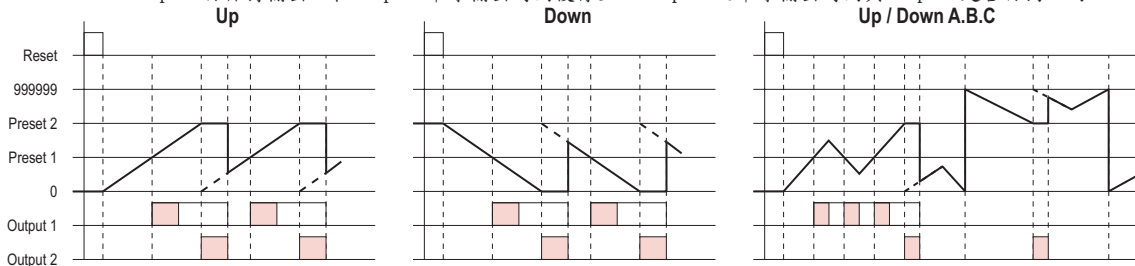 Up
Down
Up / Down A.B.C
Reset
999999
Preset 2
Preset 1
0
Output 1
Output 2